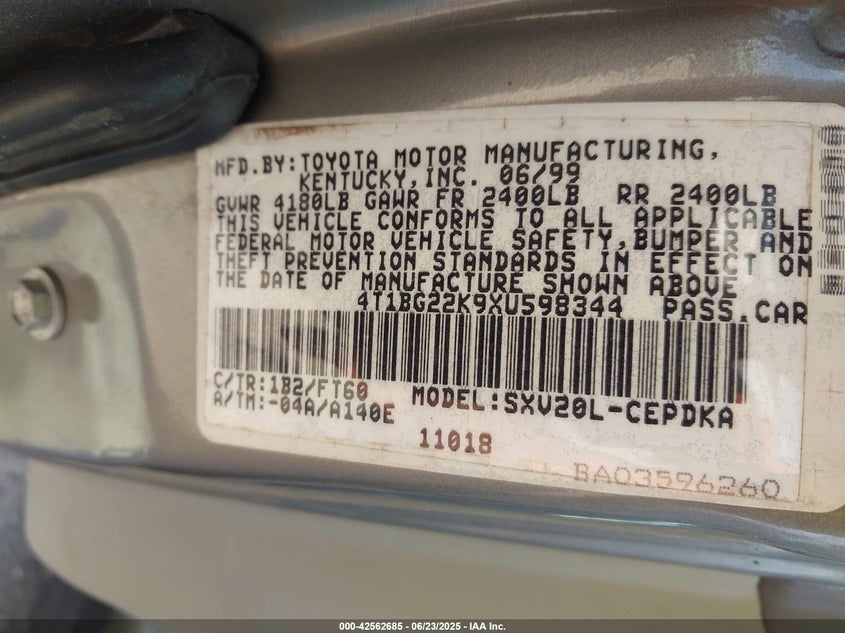 MFD.BY:TOYOTA MOTOR MANUFACTURING,
KENTUCKY,INC. 06/99
GVWR 4180LB GAWR FR 2400LB RR 2400LB
THIS VEHICLE CONFORMS TO ALL APPLICABLE
FEDERAL MOTOR VEHICLE SAFETY,BUMPER AND
THEFT PREVENTION STANDARDS IN EFFECT ON
THE DATE OF MANUFACTURE SHOWN ABOVE
4T1BG22K9XU598344 PASS.CAR
C/TR:1B2/FT60 MODEL:SXV20L-CEPDKA
A/TM:-04A/A140E
11018
BA03596260
000-42562685 - 06/23/2025 - IAA Inc.